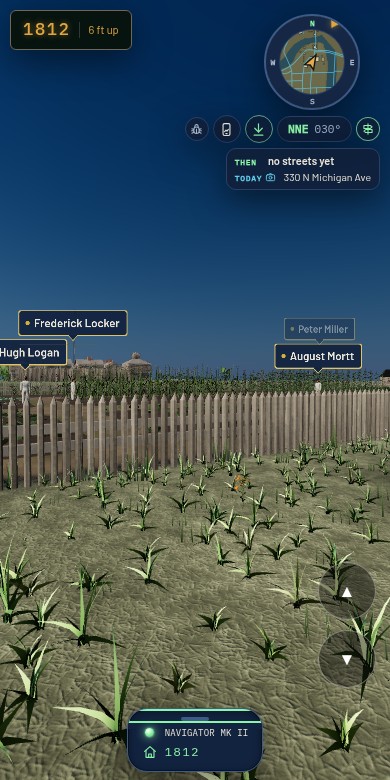 1812 6 ft up
N
W E
S
NNE 030°
THEN no streets yet
TODAY 330 N Michigan Ave
Frederick Locker
Peter Miller
Hugh Logan
August Mortt
NAVIGATOR MK II
1812